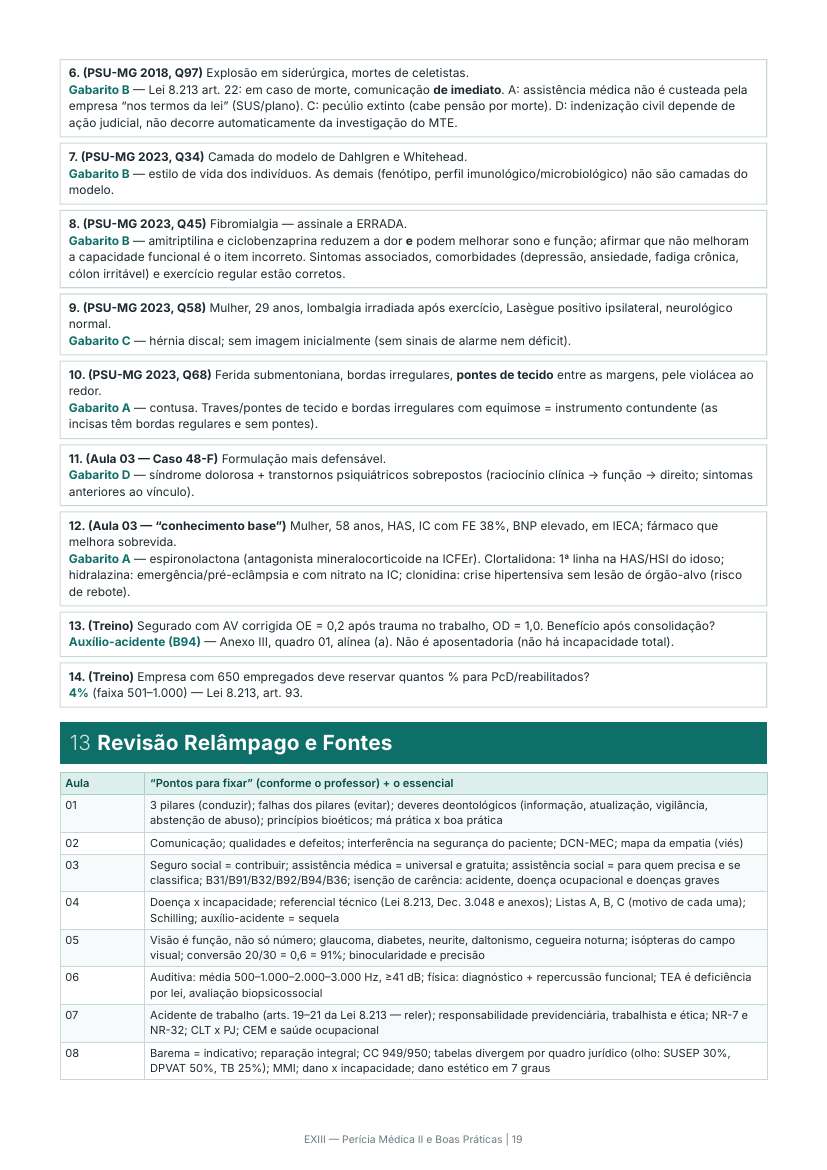 6. (PSU-MG 2018, Q97) Explosão em siderúrgica, mortes de celetistas.
Gabarito B — Lei 8.213 art. 22: em caso de morte, comunicação de imediato. A: assistência médica não é custeada pela
empresa “nos termos da lei” (SUS/plano). C: pecúlio extinto (cabe pensão por morte). D: indenização civil depende de
ação judicial, não decorre automaticamente da investigação do MTE.
7. (PSU-MG 2023, Q34) Camada do modelo de Dahlgren e Whitehead.
Gabarito B — estilo de vida dos indivíduos. As demais (fenótipo, perfil imunológico/microbiológico) não são camadas do
modelo.
8. (PSU-MG 2023, Q45) Fibromialgia — assinale a ERRADA.
Gabarito B — amitriptilina e ciclobenzaprina reduzem a dor e podem melhorar sono e função; afirmar que não melhoram
a capacidade funcional é o item incorreto. Sintomas associados, comorbidades (depressão, ansiedade, fadiga crônica,
cólon irritável) e exercício regular estão corretos.
9. (PSU-MG 2023, Q58) Mulher, 29 anos, lombalgia irradiada após exercício, Lasègue positivo ipsilateral, neurológico
normal.
Gabarito C — hérnia discal; sem imagem inicialmente (sem sinais de alarme nem déficit).
10. (PSU-MG 2023, Q68) Ferida submentoniana, bordas irregulares, pontes de tecido entre as margens, pele violácea ao
redor.
Gabarito A — contusa. Traves/pontes de tecido e bordas irregulares com equimose = instrumento contundente (as
incisas têm bordas regulares e sem pontes).
11. (Aula 03 — Caso 48-F) Formulação mais defensável.
Gabarito D — síndrome dolorosa + transtornos psiquiátricos sobrepostos (raciocínio clínica → função → direito; sintomas
anteriores ao vínculo).
12. (Aula 03 — “conhecimento base”) Mulher, 58 anos, HAS, IC com FE 38%, BNP elevado, em IECA; fármaco que
melhora sobrevida.
Gabarito A — espironolactona (antagonista mineralocorticoide na ICFEr). Clortalidona: 1ª linha na HAS/HSI do idoso;
hidralazina: emergência/pré-eclâmpsia e com nitrato na IC; clonidina: crise hipertensiva sem lesão de órgão-alvo (risco
de rebote).
13. (Treino) Segurado com AV corrigida OE = 0,2 após trauma no trabalho, OD = 1,0. Benefício após consolidação?
Auxílio-acidente (B94) — Anexo III, quadro 01, alínea (a). Não é aposentadoria (não há incapacidade total).
14. (Treino) Empresa com 650 empregados deve reservar quantos % para PcD/reabilitados?
4% (faixa 501–1.000) — Lei 8.213, art. 93.
13 Revisão Relâmpago e Fontes
Aula “Pontos para fixar” (conforme o professor) + o essencial
01 3 pilares (conduzir); falhas dos pilares (evitar); deveres deontológicos (informação, atualização, vigilância,
abstenção de abuso); princípios bioéticos; má prática x boa prática
02 Comunicação; qualidades e defeitos; interferência na segurança do paciente; DCN-MEC; mapa da empatia (viés)
03 Seguro social = contribuir; assistência médica = universal e gratuita; assistência social = para quem precisa e se
classifica; B31/B91/B32/B92/B94/B36; isenção de carência: acidente, doença ocupacional e doenças graves
04 Doença x incapacidade; referencial técnico (Lei 8.213, Dec. 3.048 e anexos); Listas A, B, C (motivo de cada uma);
Schilling; auxílio-acidente = sequela
05 Visão é função, não só número; glaucoma, diabetes, neurite, daltonismo, cegueira noturna; isópteras do campo
visual; conversão 20/30 = 0,6 = 91%; binocularidade e precisão
06 Auditiva: média 500–1.000–2.000–3.000 Hz, ≥41 dB; física: diagnóstico + repercussão funcional; TEA é deficiência
por lei, avaliação biopsicossocial
07 Acidente de trabalho (arts. 19–21 da Lei 8.213 — reler); responsabilidade previdenciária, trabalhista e ética; NR-7 e
NR-32; CLT x PJ; CEM e saúde ocupacional
08 Barema = indicativo; reparação integral; CC 949/950; tabelas divergem por quadro jurídico (olho: SUSEP 30%,
DPVAT 50%, TB 25%); MMI; dano x incapacidade; dano estético em 7 graus
EXIII — Perícia Médica II e Boas Práticas | 19